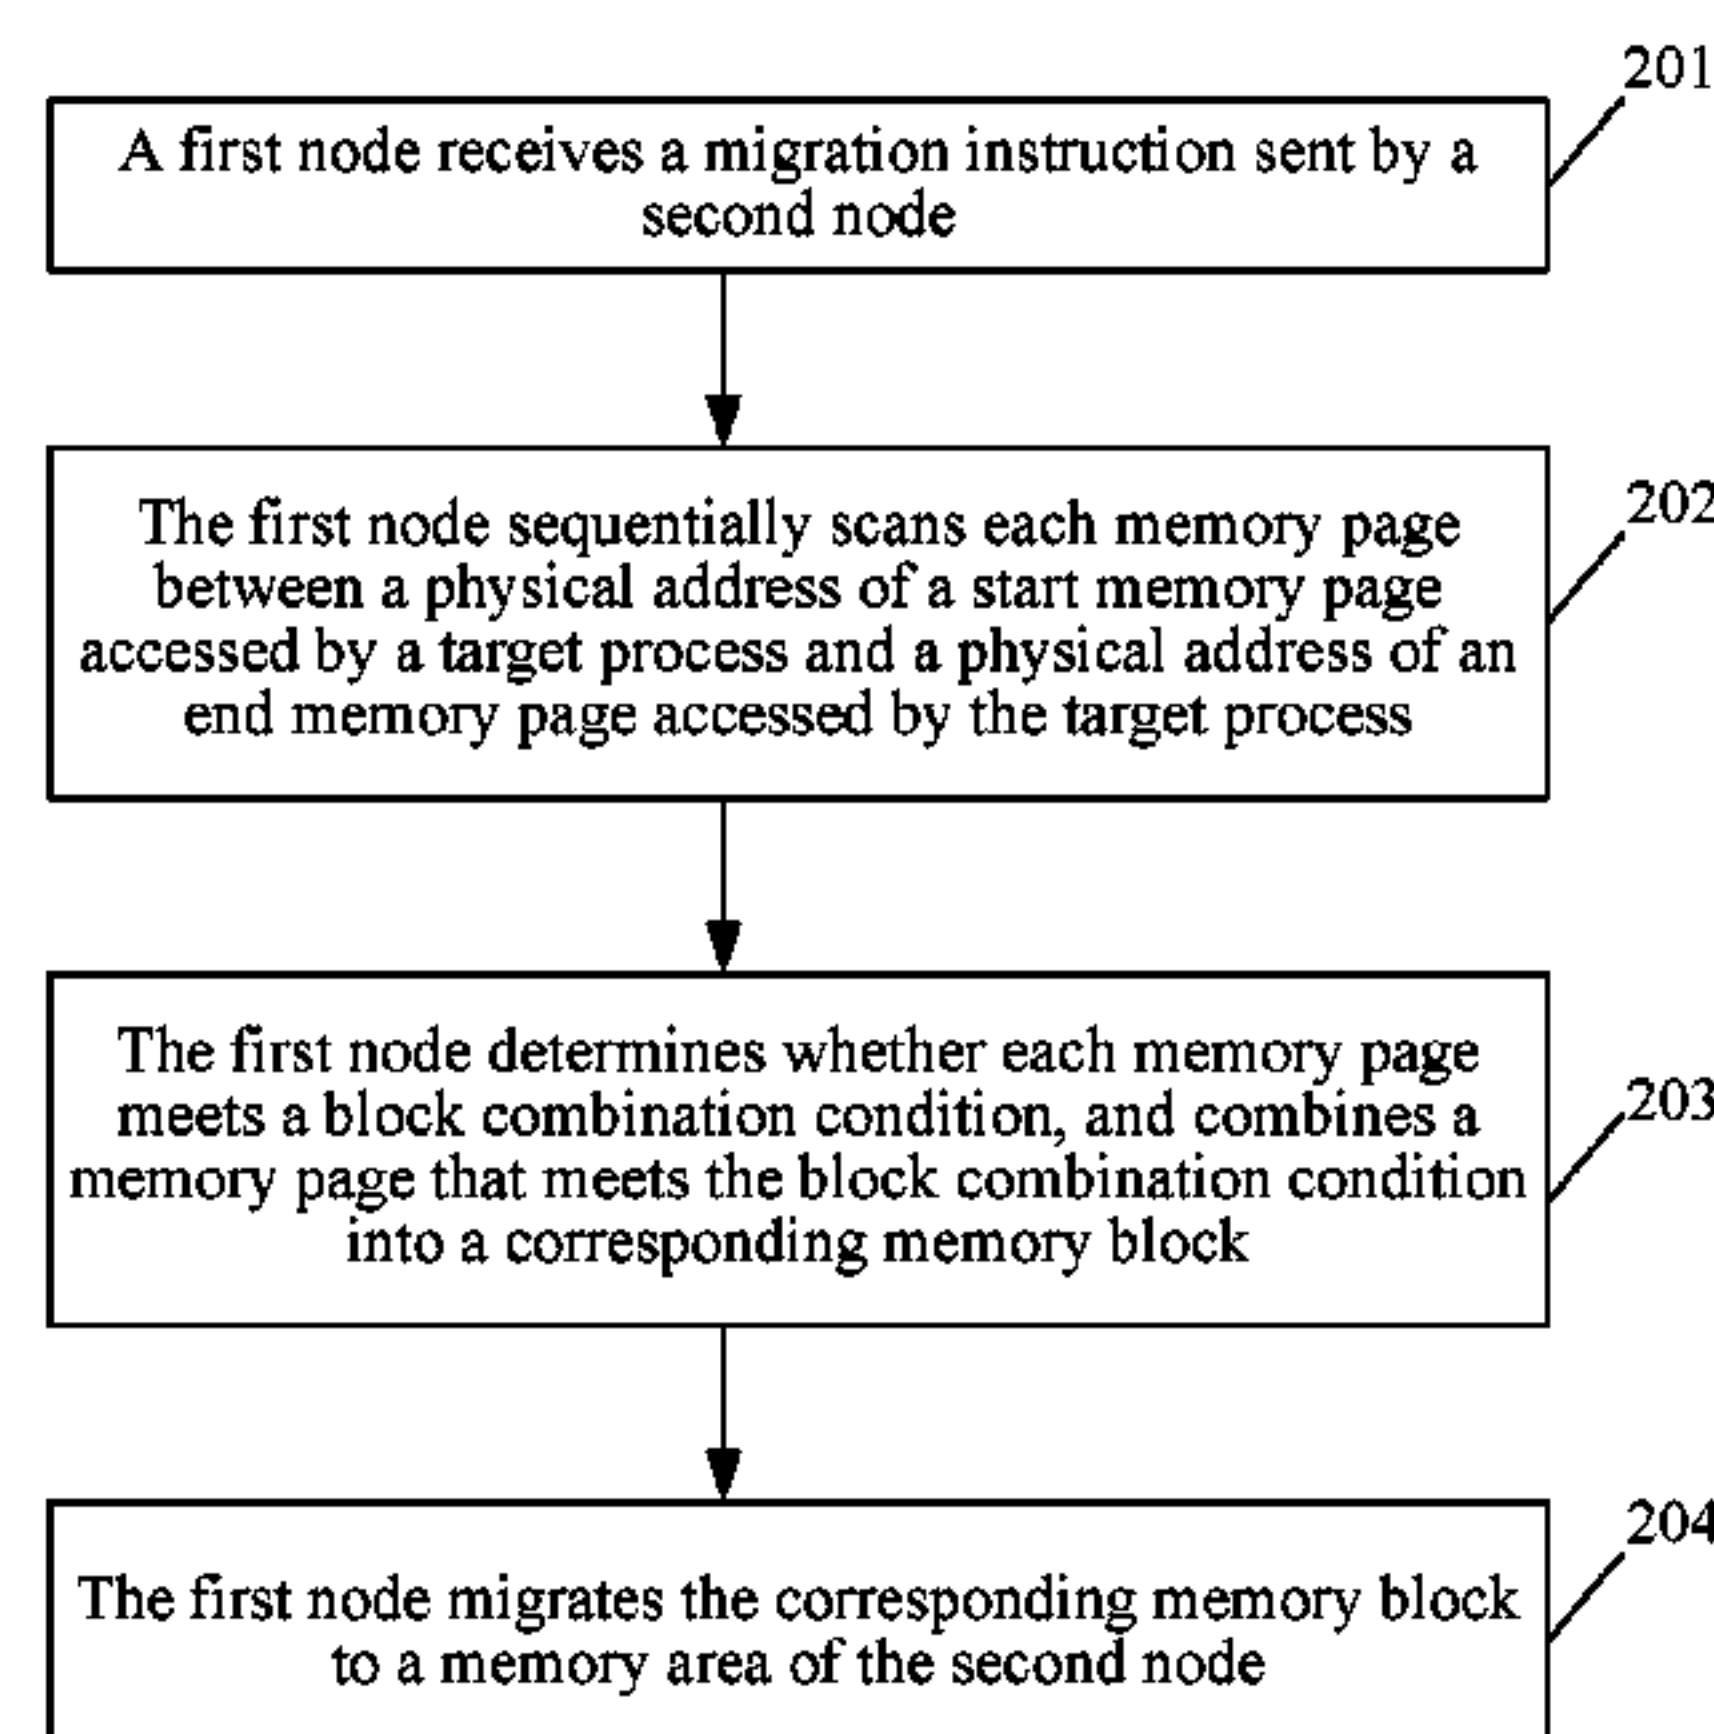 201
A first node receives a migration instruction sent by a
second node
202
The first node sequentially scans each memory page
between a physical address of a start memory page
accessed by a target process and a physical address of an
end memory page accessed by the target process
203
The first node determines whether each memory page
meets a block combination condition, and combines a
memory page that meets the block combination condition
into a corresponding memory block
204
The first node migrates the corresponding memory block
to a memory area of the second node